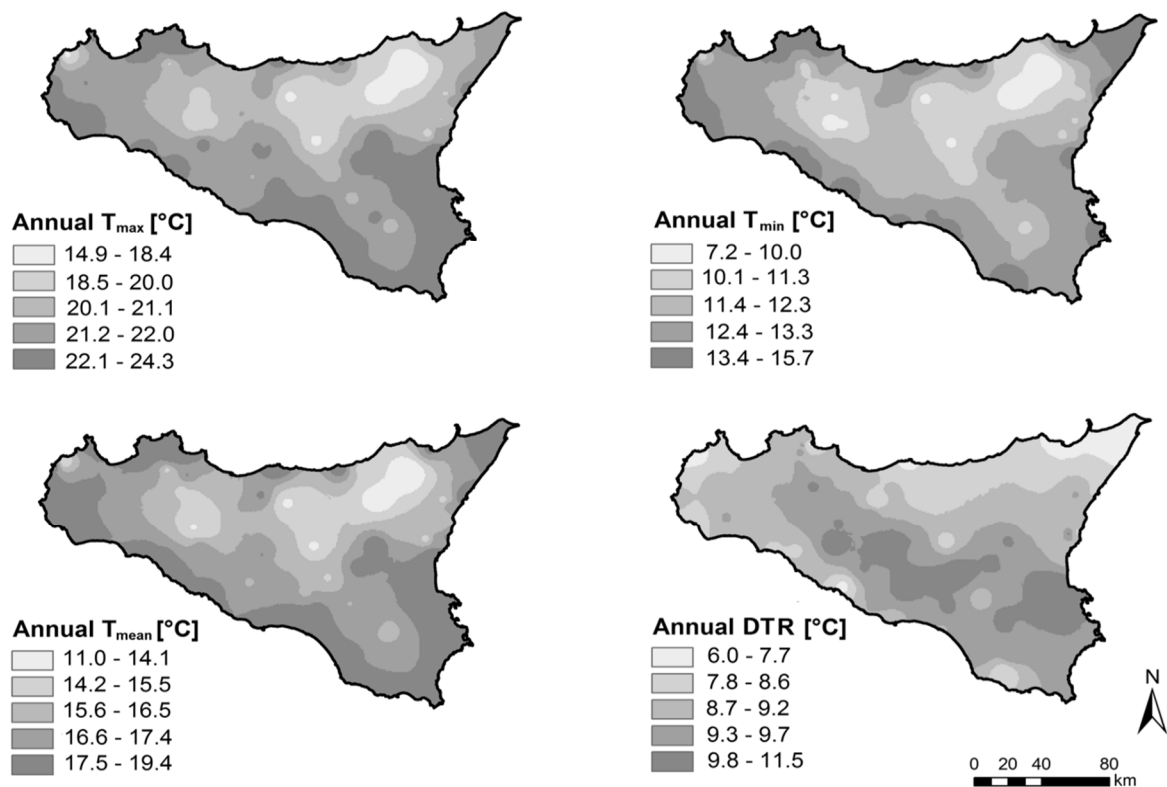 Annual Tmax [°C]
14.9 - 18.4
18.5 - 20.0
20.1 - 21.1
21.2 - 22.0
22.1 - 24.3
Annual Tmin [°C]
7.2 - 10.0
10.1 - 11.3
11.4 - 12.3
12.4 - 13.3
13.4 - 15.7
Annual Tmean [°C]
11.0 - 14.1
14.2 - 15.5
15.6 - 16.5
16.6 - 17.4
17.5 - 19.4
Annual DTR [°C]
6.0 - 7.7
7.8 - 8.6
8.7 - 9.2
9.3 - 9.7
9.8 - 11.5
N
0 20 40 80
km